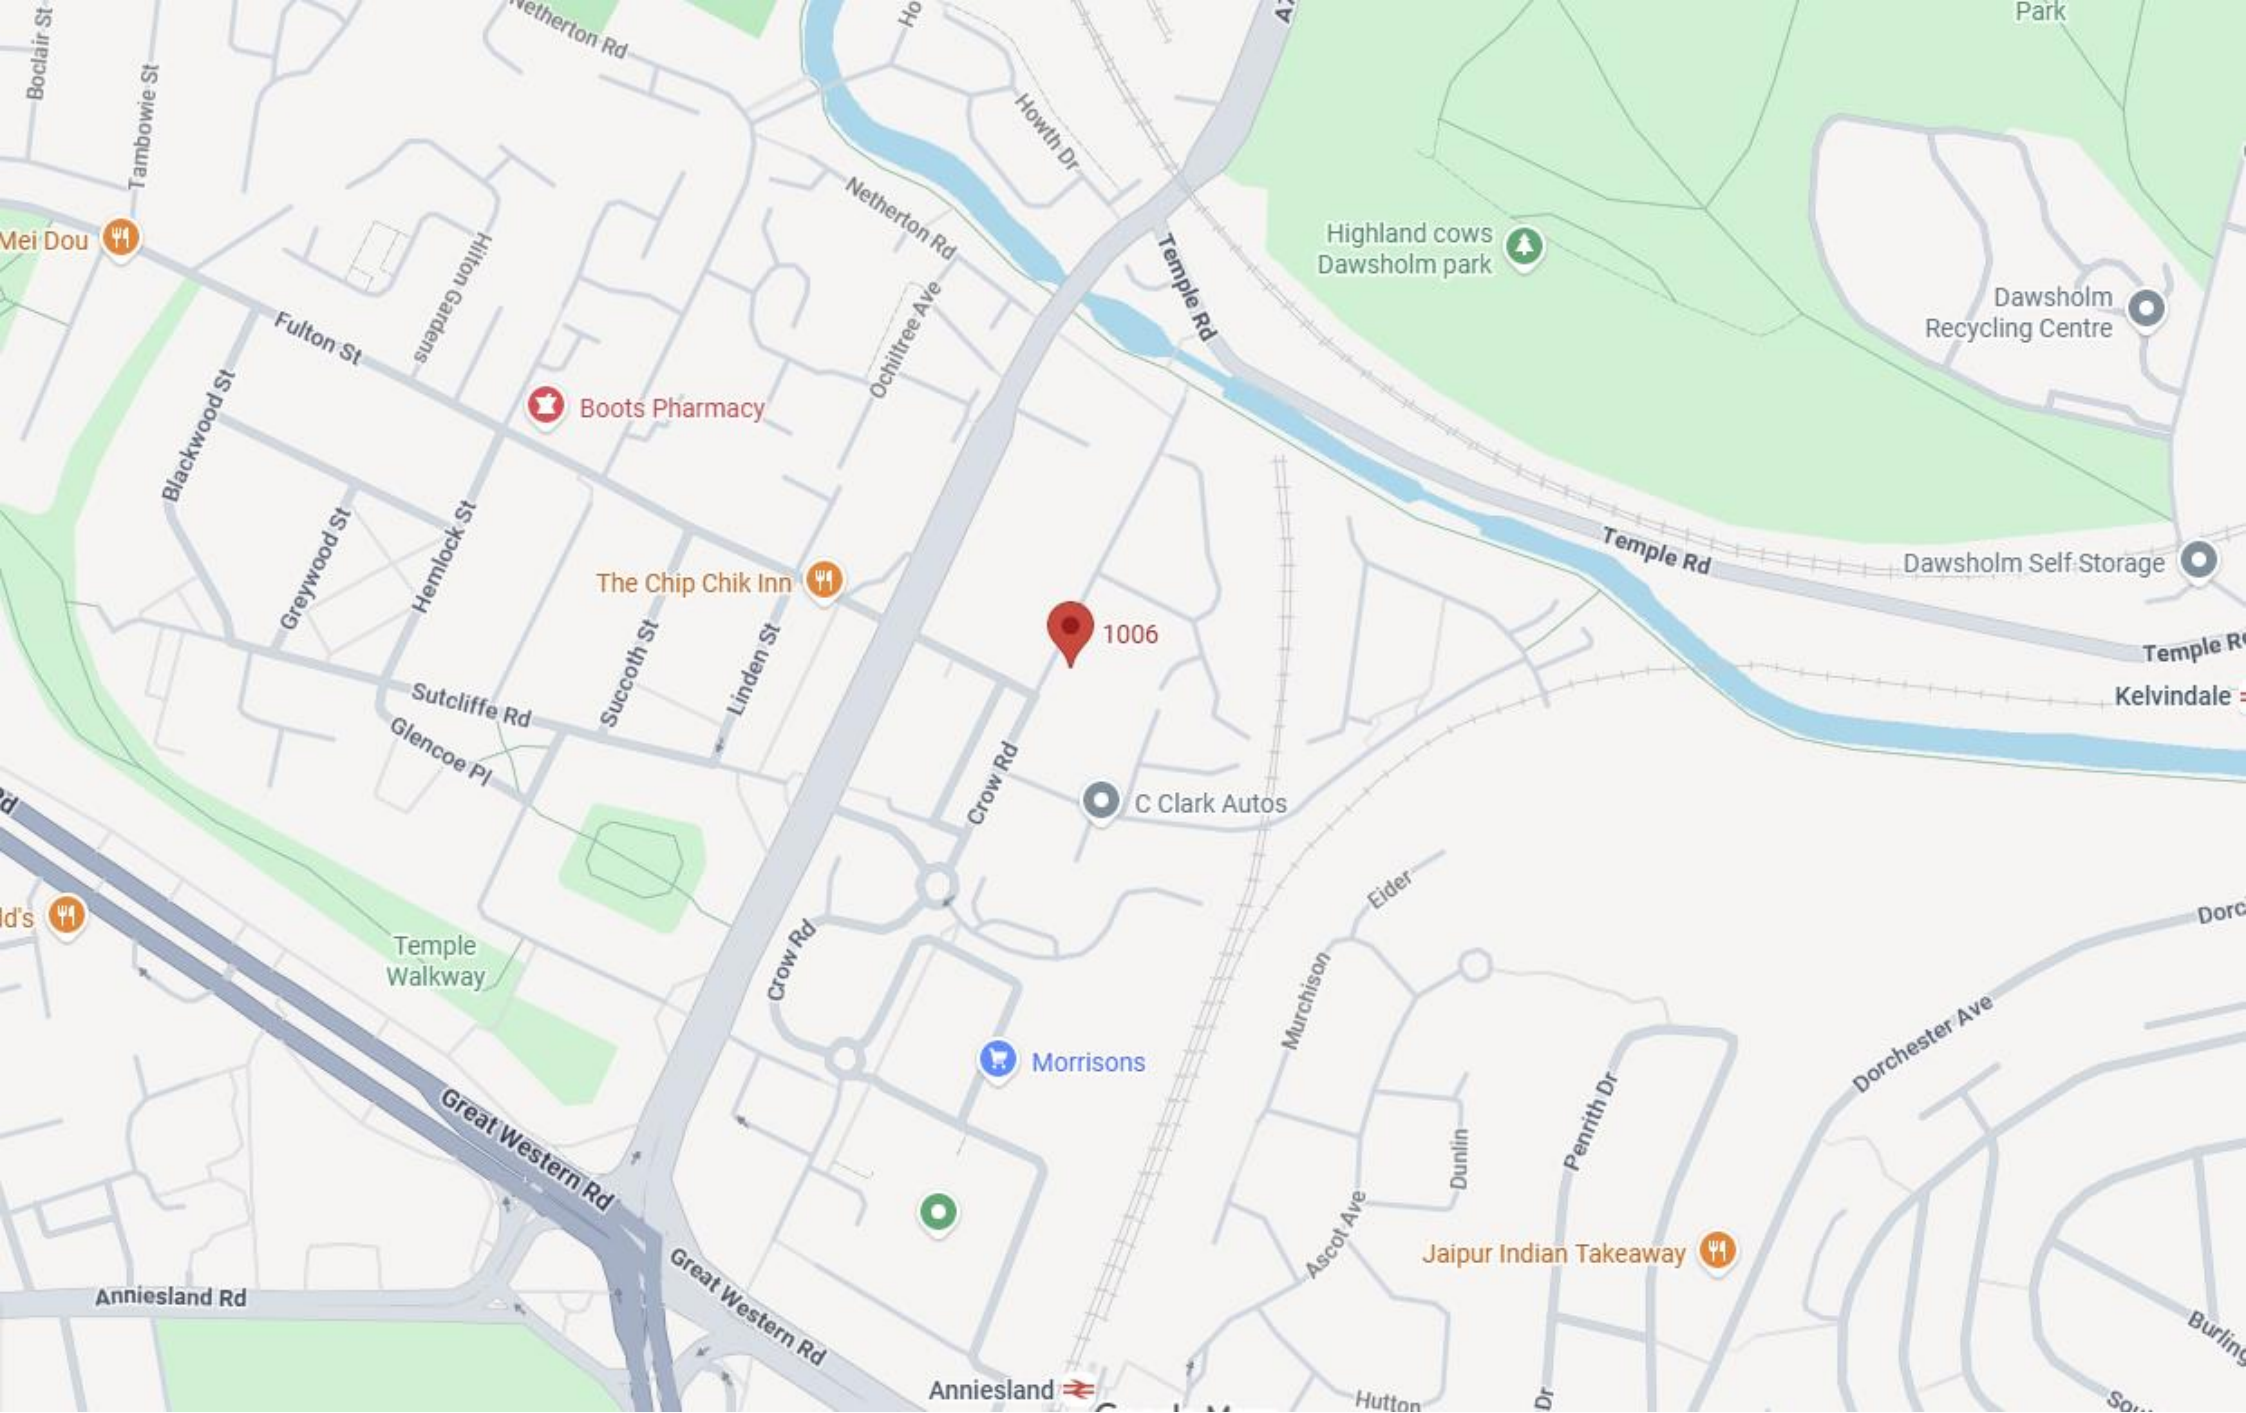 Boclair St
Tambowie St
Netherton Rd
Ho
Park
Howth Dr
Netherton Rd
Mei Dou
Hilton Gardens
Temple Rd
Highland cows
Dawsholm park
Dawsholm
Recycling Centre
Fulton St
Ochiltree Ave
Blackwood St
Boots Pharmacy
Greywood St
Hemlock St
Temple Rd
Dawsholm Self Storage
The Chip Chik Inn
1006
Succoth St
Linden St
Temple R
Kelvindale
Sutcliffe Rd
Glencoe Pl
Crow Rd
C Clark Autos
Rd
Eider
ld's
Dorc
Temple
Walkway
Crow Rd
Murchison
Dorchester Ave
Morrisons
Great Western Rd
Penrith Dr
Dunlin
Ascot Ave
Jaipur Indian Takeaway
Anniesland Rd
Great Western Rd
Burling
Anniesland
Hutton
Dr
Sou